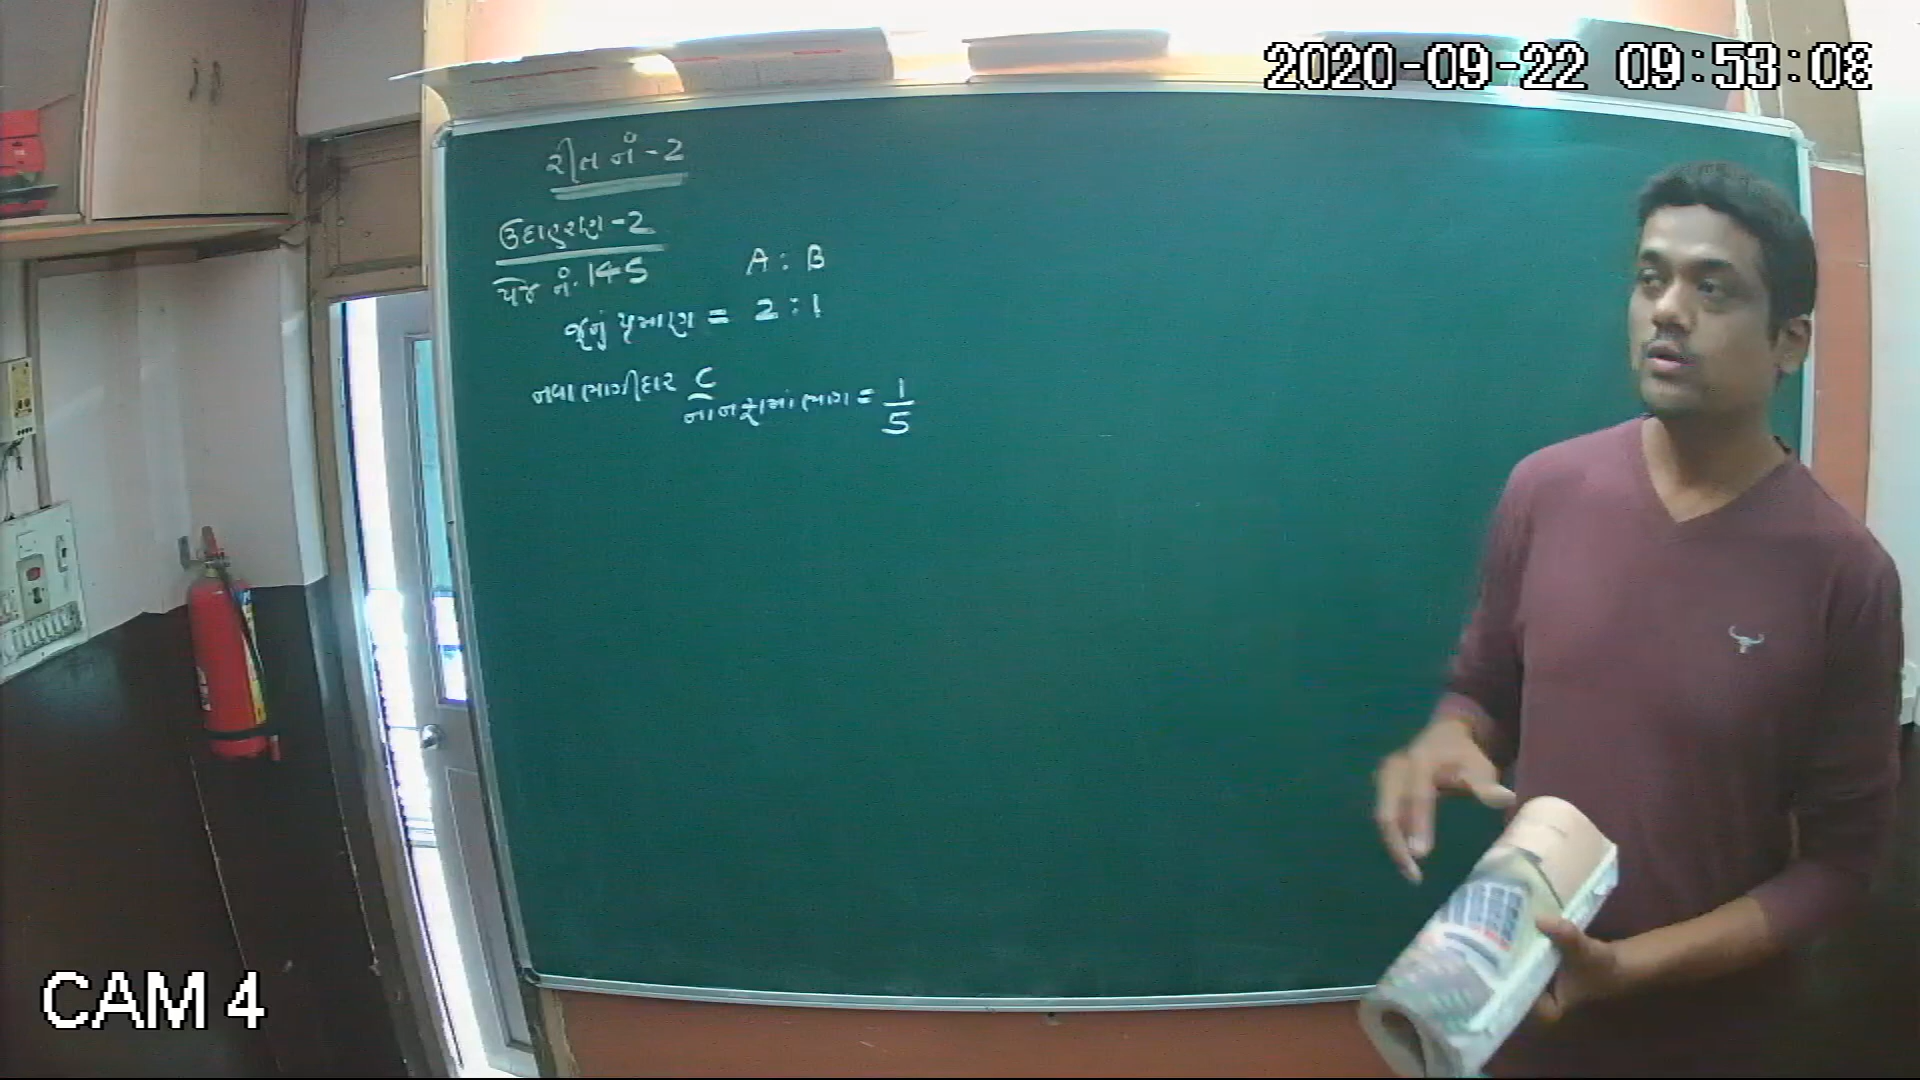 2020-09-22 09:53:08
રીત નં-2
ઉદાહરણ-2
પેજ નં. 145
A : B
જૂનું પ્રમાણ = 2 : 1
નવા ભાગીદાર C
નો નફામાં ભાગ = 1/5
CAM 4